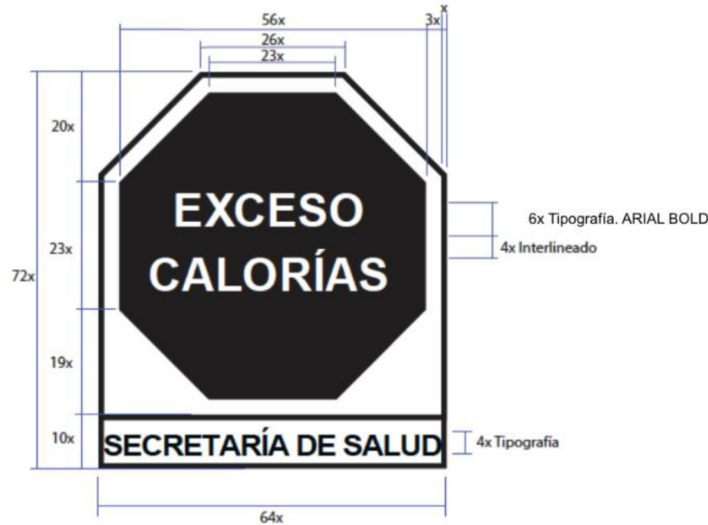 x
56x
3x
26x
23x
20x
EXCESO
6x Tipografía. ARIAL BOLD
CALORÍAS
4x Interlineado
23x
72x
19x
10x
SECRETARÍA DE SALUD
4x Tipografía
64x